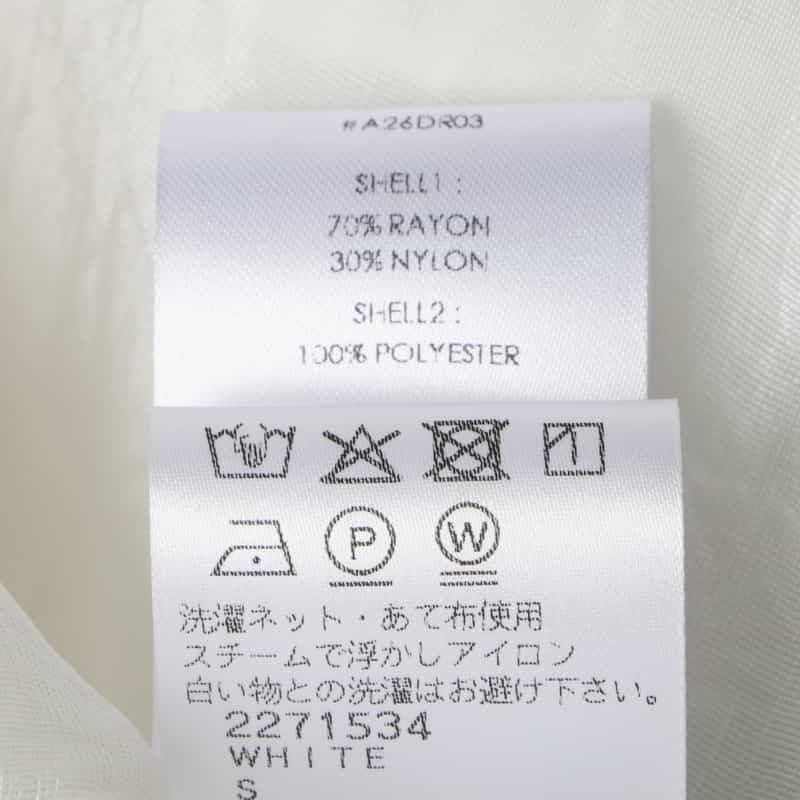 #A26DR03
SHELL1 :
70% RAYON
30% NYLON
SHELL2 :
100% POLYESTER
P W
洗濯ネット・あて布使用
スチームで浮かしアイロン
白い物との洗濯はお避け下さい。
2271534
WHITE
S